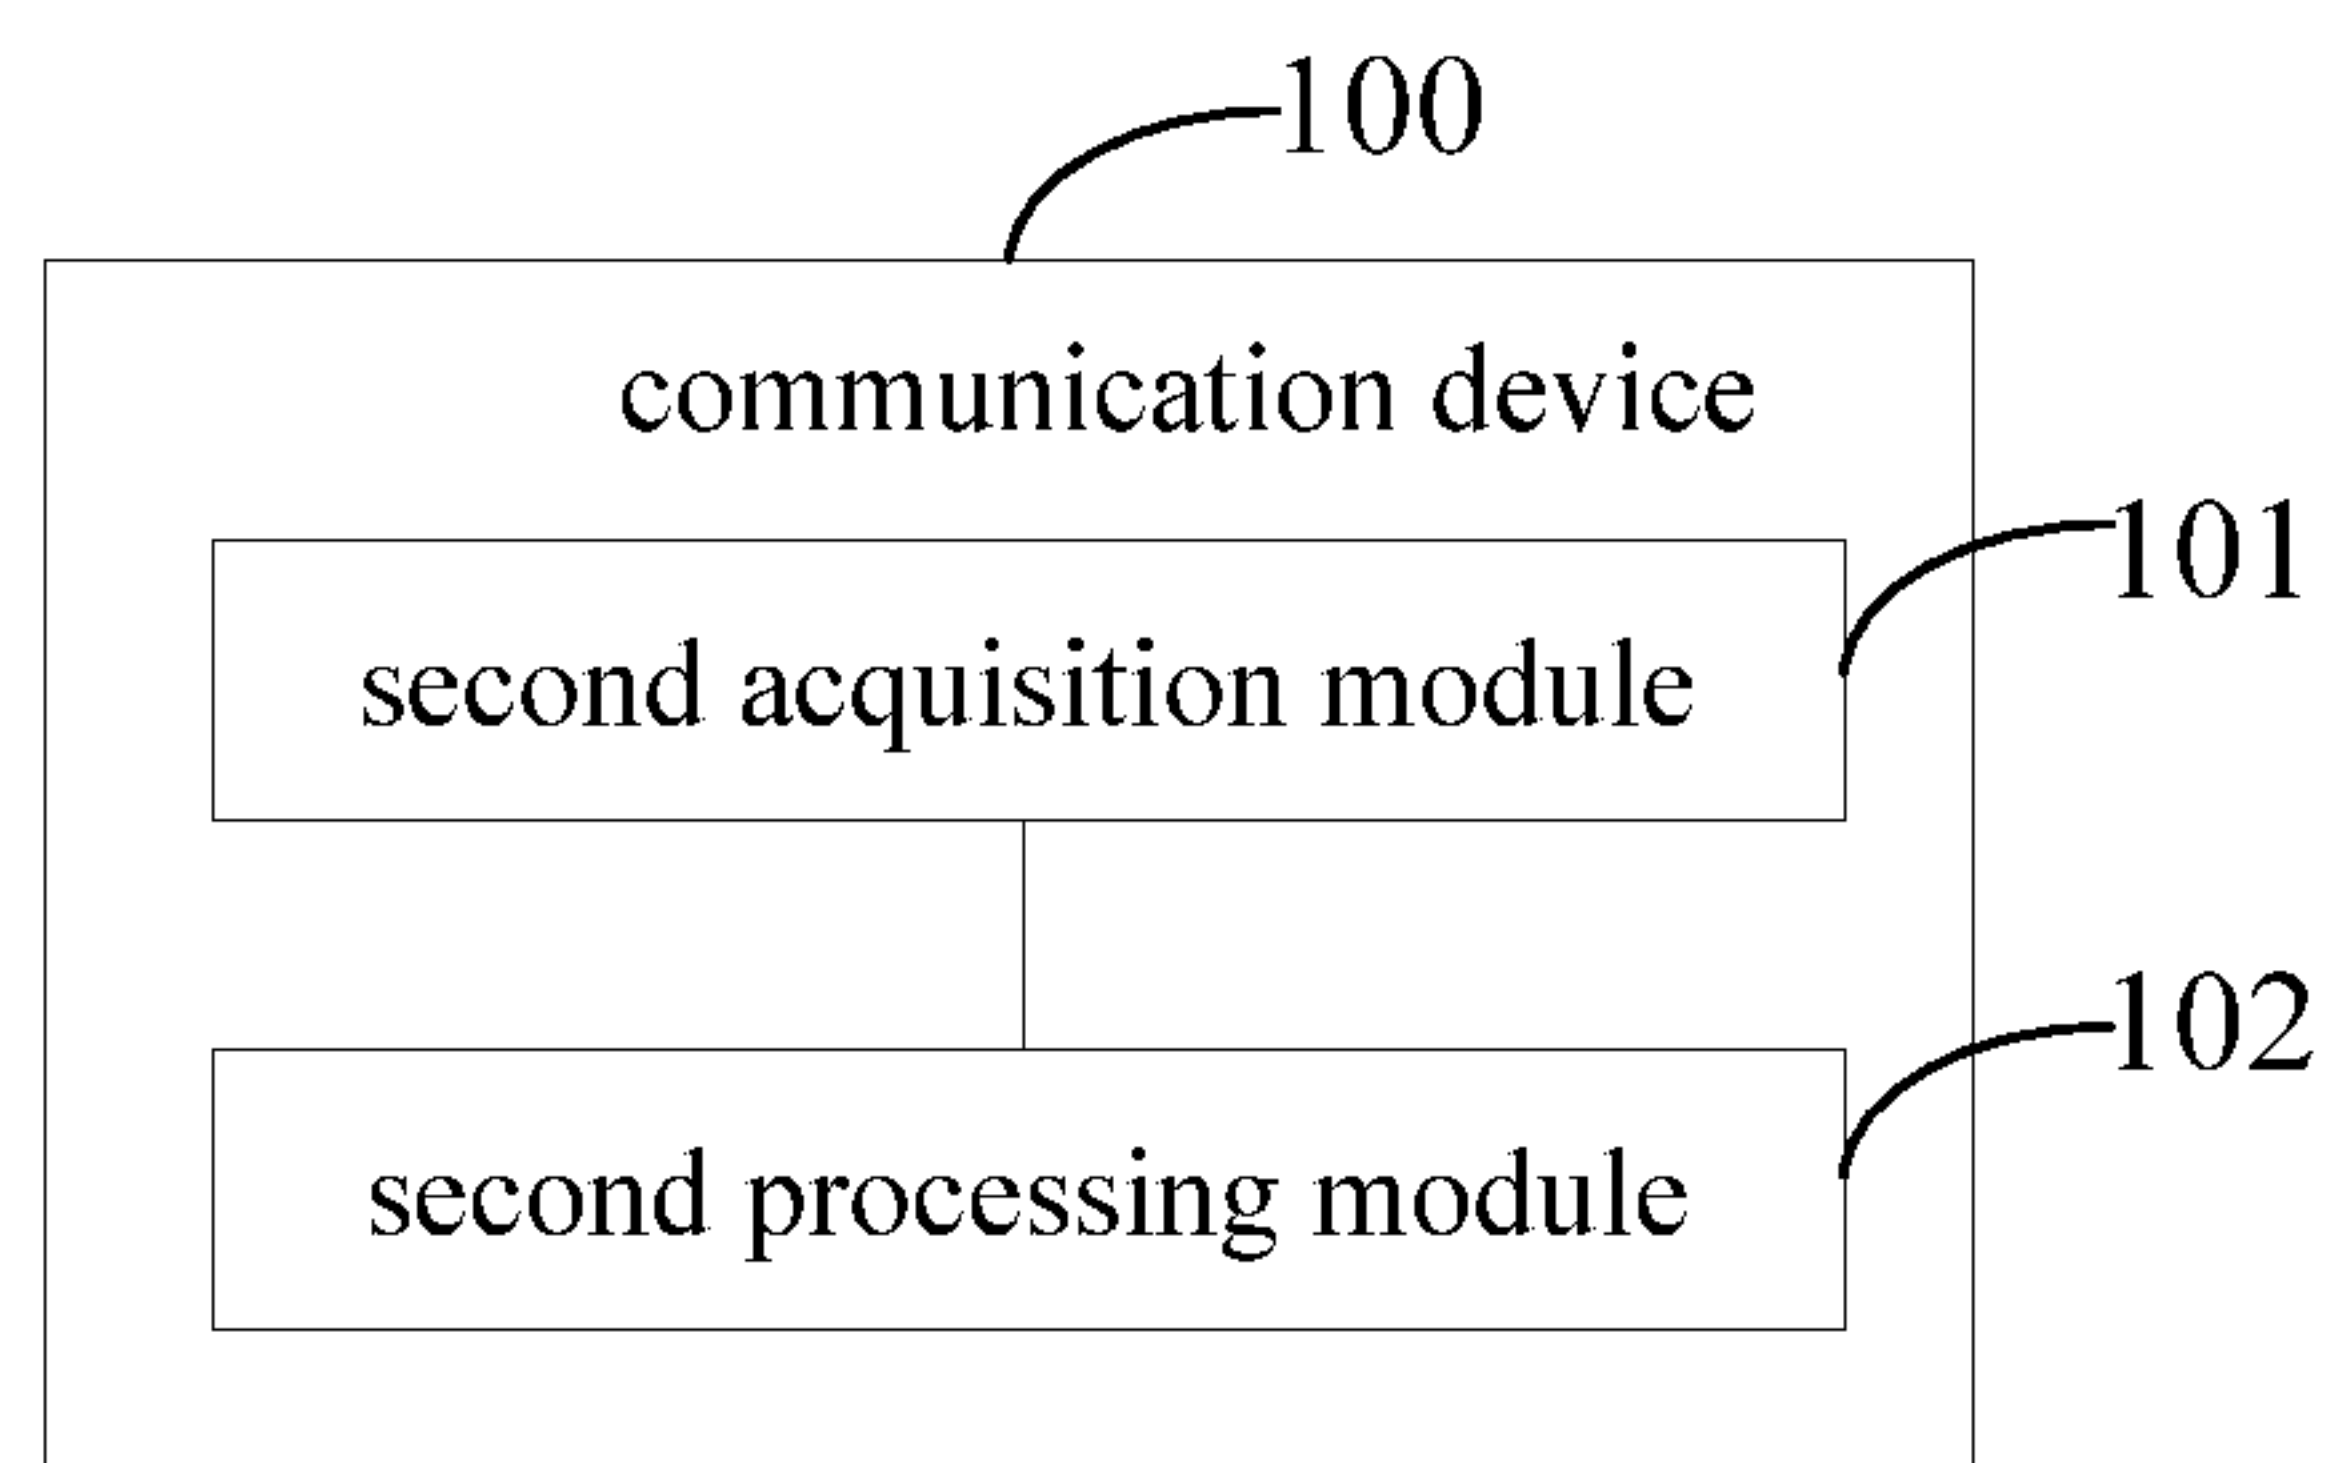 100
communication device
101
second acquisition module
102
second processing module